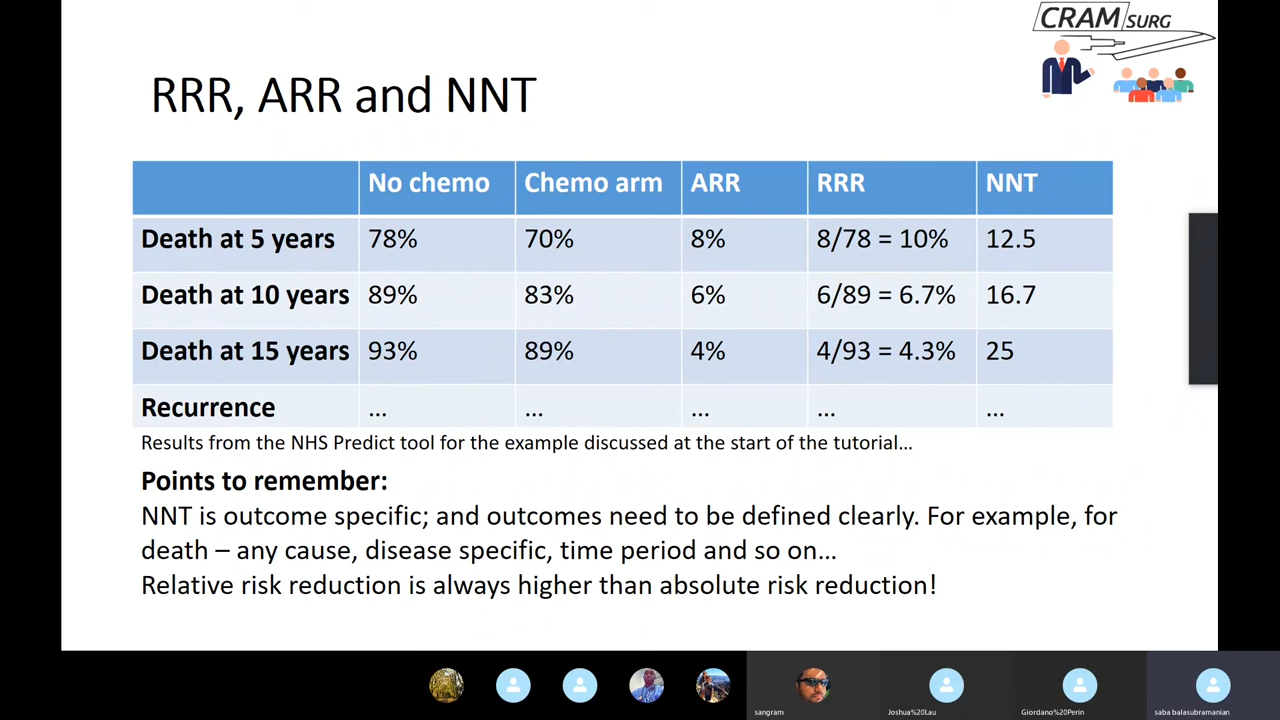 CRAM SURG
RRR, ARR and NNT
No chemo Chemo arm ARR RRR NNT
Death at 5 years 78% 70% 8% 8/78 = 10% 12.5
Death at 10 years 89% 83% 6% 6/89 = 6.7% 16.7
Death at 15 years 93% 89% 4% 4/93 = 4.3% 25
Recurrence ... ... ... ... ...
Results from the NHS Predict tool for the example discussed at the start of the tutorial...
Points to remember:
NNT is outcome specific; and outcomes need to be defined clearly. For example, for
death – any cause, disease specific, time period and so on...
Relative risk reduction is always higher than absolute risk reduction!
sangram Joshua%20Lau Giordano%20Perin saba balasubramanian